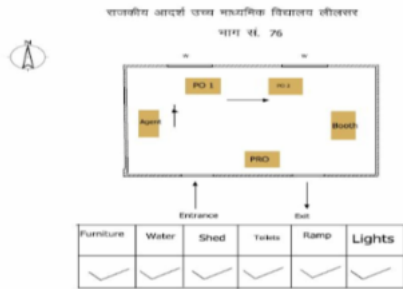 राजकीय आदर्श उच्च माध्यमिक विद्यालय लीलसर
भाग सं. 76
N
W W
PO 1 PO 2
Agent Booth
PRO
Entrance Exit
Furniture Water Shed Toilets Ramp Lights